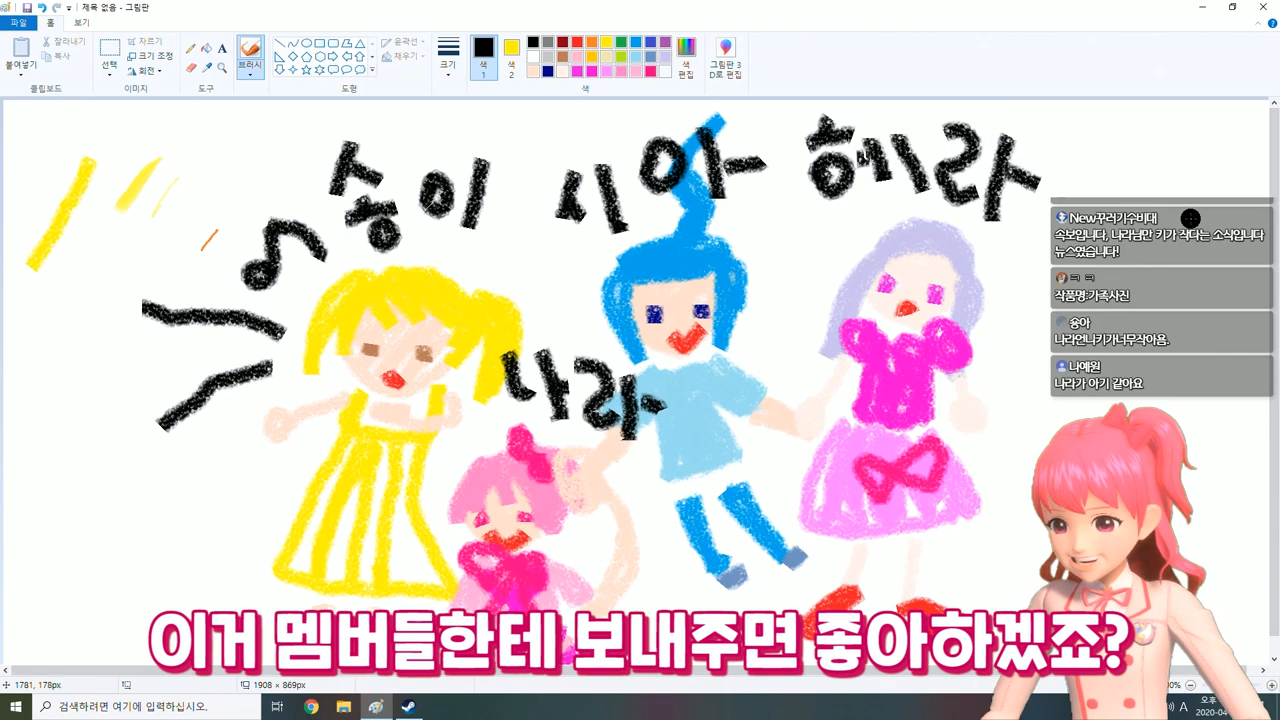 제목 없음 - 그림판
파일 홈 보기
붙여넣기
잘라내기
복사
클립보드
선택
자르기
크기 조정
회전
이미지
A
도구
브러시
윤곽선
채우기
도형
크기
색 1
색 2
색 편집
그림판 3D로 편집
색
송이 시아 헤라
나라
New꾸러기수비대
속보입니다, 나라님만 키가 작다는 소식입니다
뉴스였습니다!
ㅋ ㅋ
작품명:가족사진
송아
나라언니키가너무작아욤.
나예원
나라가 아기 같아요
이거 멤버들한테 보내주면 좋아하겠죠?
1781, 178px
1908 × 869px
검색하려면 여기에 입력하십시오.
A
오후
2020-04